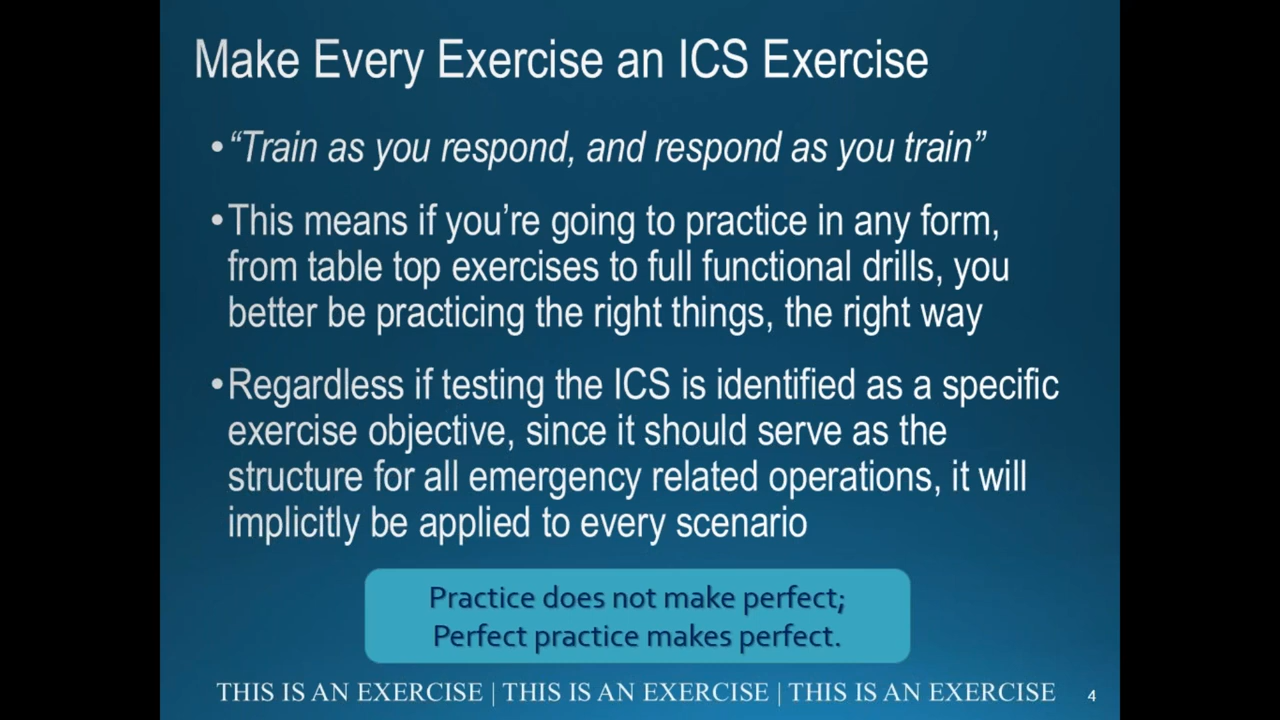 Make Every Exercise an ICS Exercise
•“Train as you respond, and respond as you train”
•This means if you’re going to practice in any form,
from table top exercises to full functional drills, you
better be practicing the right things, the right way
•Regardless if testing the ICS is identified as a specific
exercise objective, since it should serve as the
structure for all emergency related operations, it will
implicitly be applied to every scenario
Practice does not make perfect;
Perfect practice makes perfect.
THIS IS AN EXERCISE | THIS IS AN EXERCISE | THIS IS AN EXERCISE 4